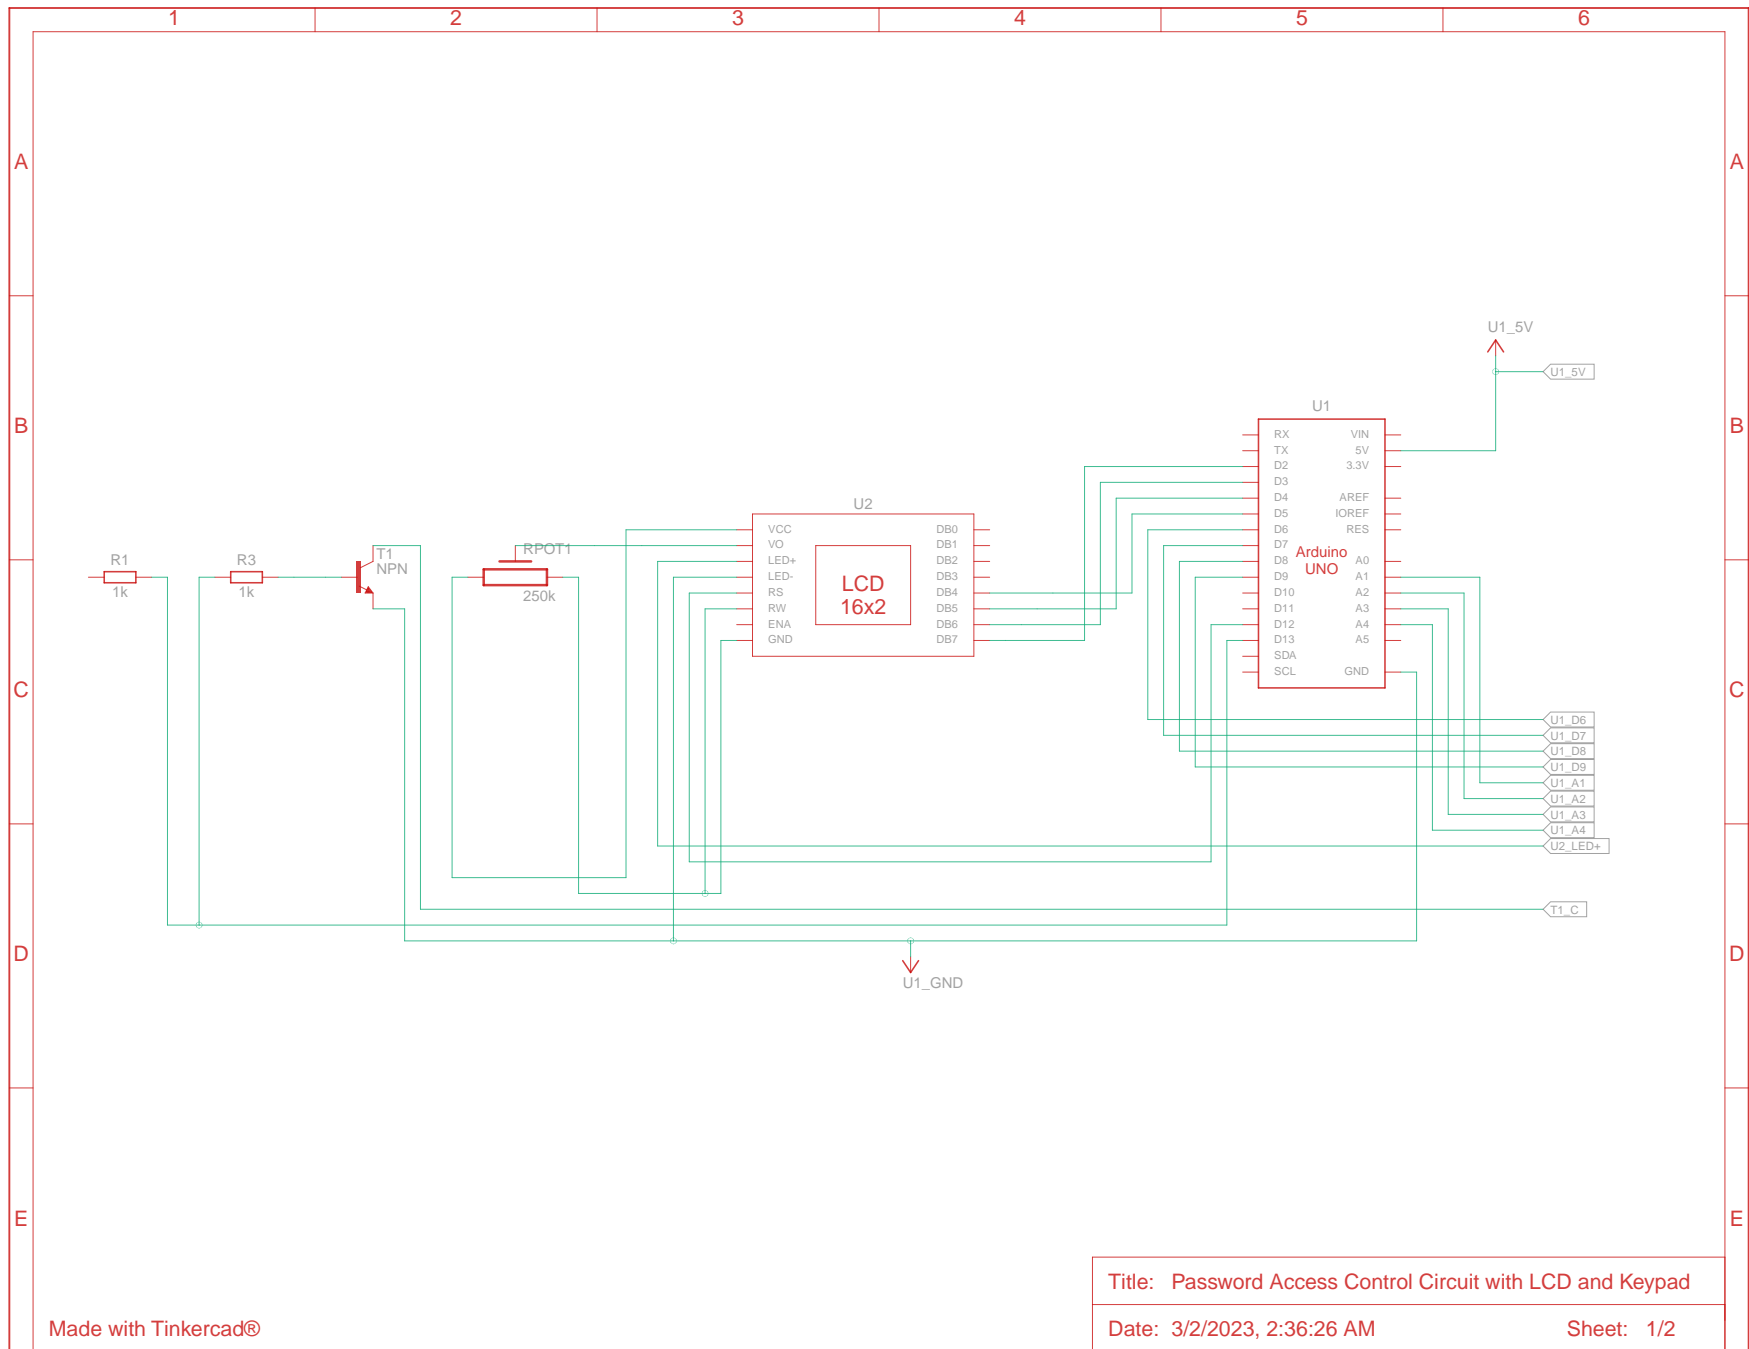 1 2 3 4 5 6
A A
U1_5V
U1_5V
B B
U1
RX VIN
TX 5V
D2 3.3V
D3
D4 AREF
D5 IOREF
D6 RES
D7
D8 A0
D9 A1
D10 A2
D11 A3
D12 A4
D13 A5
SDA
SCL GND
Arduino
UNO
U2
VCC DB0
VO DB1
LED+ DB2
LED- DB3
RS DB4
RW DB5
ENA DB6
GND DB7
LCD
16x2
R1
1k
R3
1k
T1
NPN
RPOT1
250k
C C
U1_D6
U1_D7
U1_D8
U1_D9
U1_A1
U1_A2
U1_A3
U1_A4
U2_LED+
T1_C
D D
U1_GND
E E
Title: Password Access Control Circuit with LCD and Keypad
Made with Tinkercad®
Date: 3/2/2023, 2:36:26 AM Sheet: 1/2